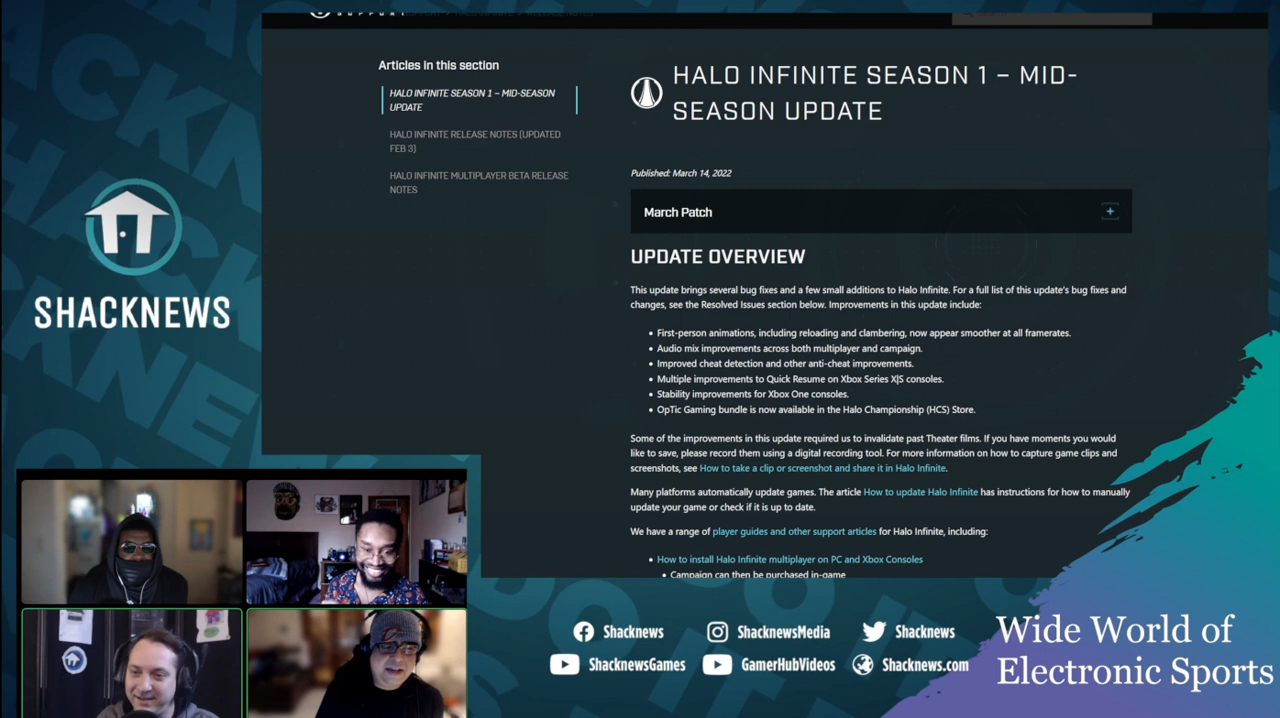 SUPPORT
Articles in this section
HALO INFINITE SEASON 1 – MID-SEASON
UPDATE
HALO INFINITE RELEASE NOTES (UPDATED
FEB 3)
HALO INFINITE MULTIPLAYER BETA RELEASE
NOTES
HALO INFINITE SEASON 1 – MID-
SEASON UPDATE
Published: March 14, 2022
March Patch
+
UPDATE OVERVIEW
This update brings several bug fixes and a few small additions to Halo Infinite. For a full list of this update's bug fixes and
changes, see the Resolved Issues section below. Improvements in this update include:
• First-person animations, including reloading and clambering, now appear smoother at all framerates.
• Audio mix improvements across both multiplayer and campaign.
• Improved cheat detection and other anti-cheat improvements.
• Multiple improvements to Quick Resume on Xbox Series X|S consoles.
• Stability improvements for Xbox One consoles.
• OpTic Gaming bundle is now available in the Halo Championship (HCS) Store.
Some of the improvements in this update required us to invalidate past Theater films. If you have moments you would
like to save, please record them using a digital recording tool. For more information on how to capture game clips and
screenshots, see How to take a clip or screenshot and share it in Halo Infinite.
Many platforms automatically update games. The article How to update Halo Infinite has instructions for how to manually
update your game or check if it is up to date.
We have a range of player guides and other support articles for Halo Infinite, including:
• How to install Halo Infinite multiplayer on PC and Xbox Consoles
• Campaign can then be purchased in-game
SHACKNEWS
Shacknews
ShacknewsMedia
Shacknews
ShacknewsGames
GamerHubVideos
Shacknews.com
Wide World of
Electronic Sports